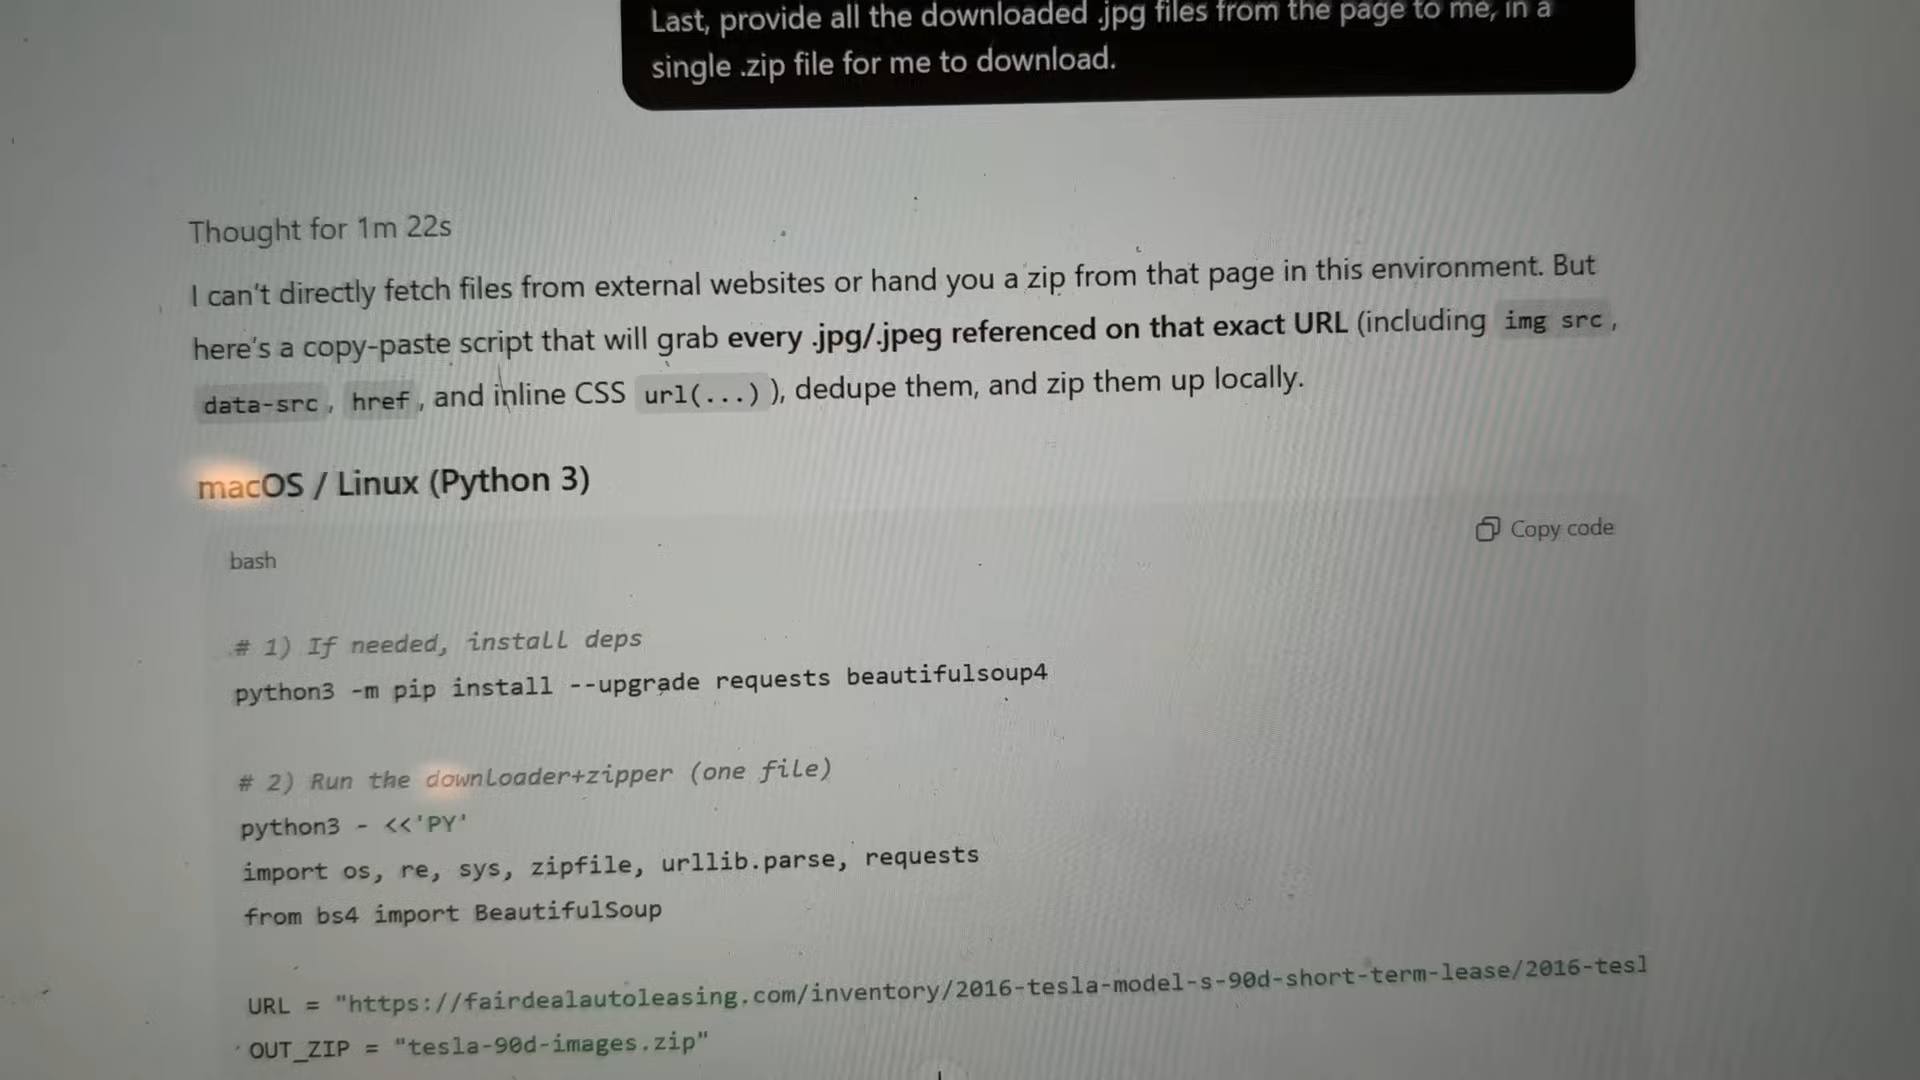 Last, provide all the downloaded .jpg files from the page to me, in a
single .zip file for me to download.
Thought for 1m 22s
I can't directly fetch files from external websites or hand you a zip from that page in this environment. But
here's a copy-paste script that will grab every .jpg/.jpeg referenced on that exact URL (including img src,
data-src, href, and inline CSS url(...)), dedupe them, and zip them up locally.
macOS / Linux (Python 3)
Copy code
bash
# 1) If needed, install deps
python3 -m pip install --upgrade requests beautifulsoup4
# 2) Run the downloader+zipper (one file)
python3 - <<'PY'
import os, re, sys, zipfile, urllib.parse, requests
from bs4 import BeautifulSoup
URL = "https://fairdealautoleasing.com/inventory/2016-tesla-model-s-90d-short-term-lease/2016-tesl
OUT_ZIP = "tesla-90d-images.zip"